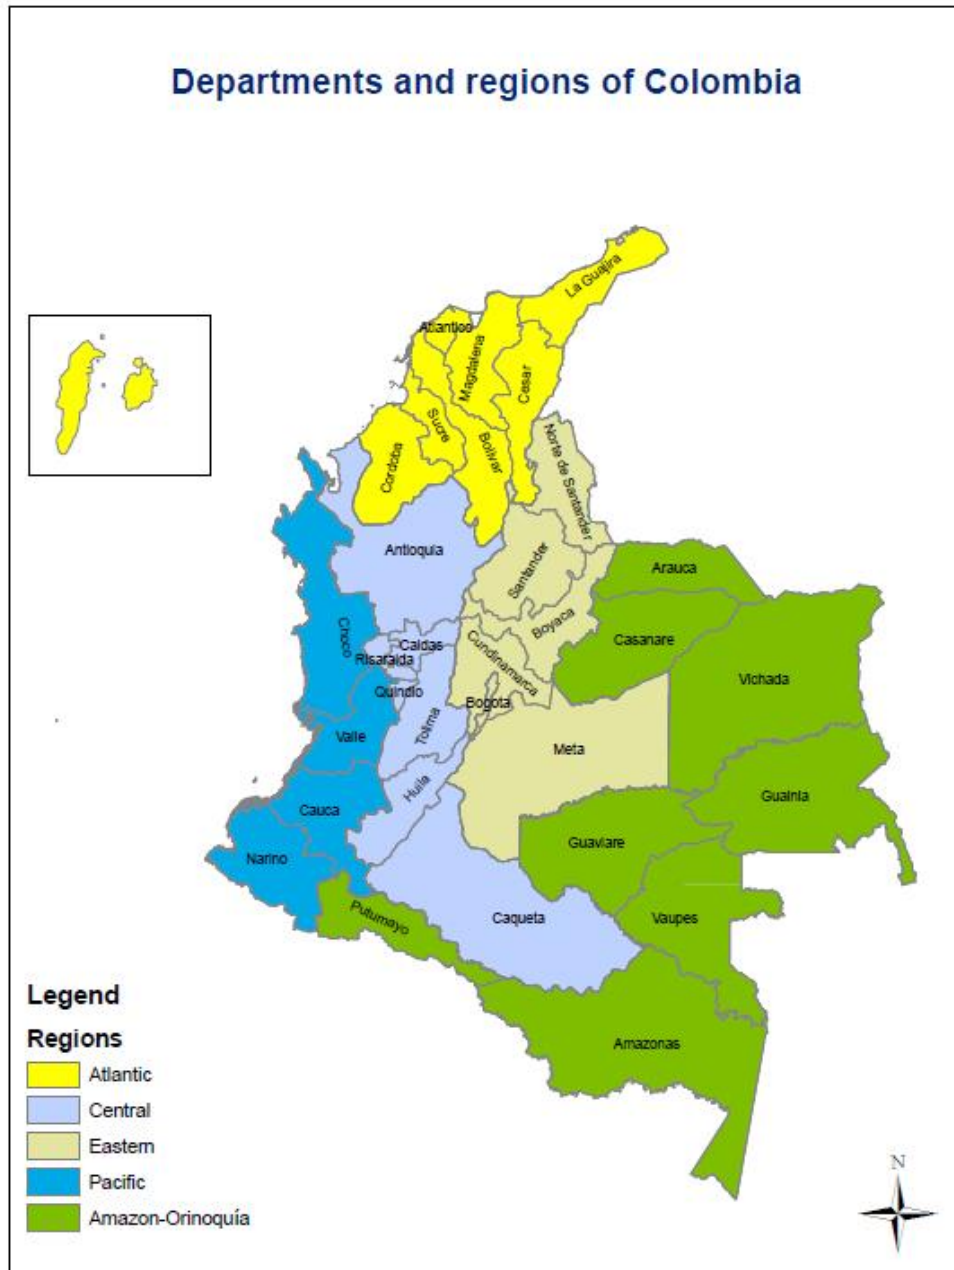 Departments and regions of Colombia
La Guajira
Atlantico
Magdalena
Cesar
Sucre
Bolivar
Cordoba
Norte de Santander
Antioquia
Santander
Arauca
Boyaca
Casanare
Choco
Caldas
Risaralda
Cundinamarca
Vichada
Quindio
Bogota
Tolima
Valle
Meta
Huila
Guainia
Cauca
Guaviare
Narino
Putumayo
Caqueta
Vaupes
Amazonas
Legend
Regions
Atlantic
Central
Eastern
Pacific
Amazon-Orinoquía
N